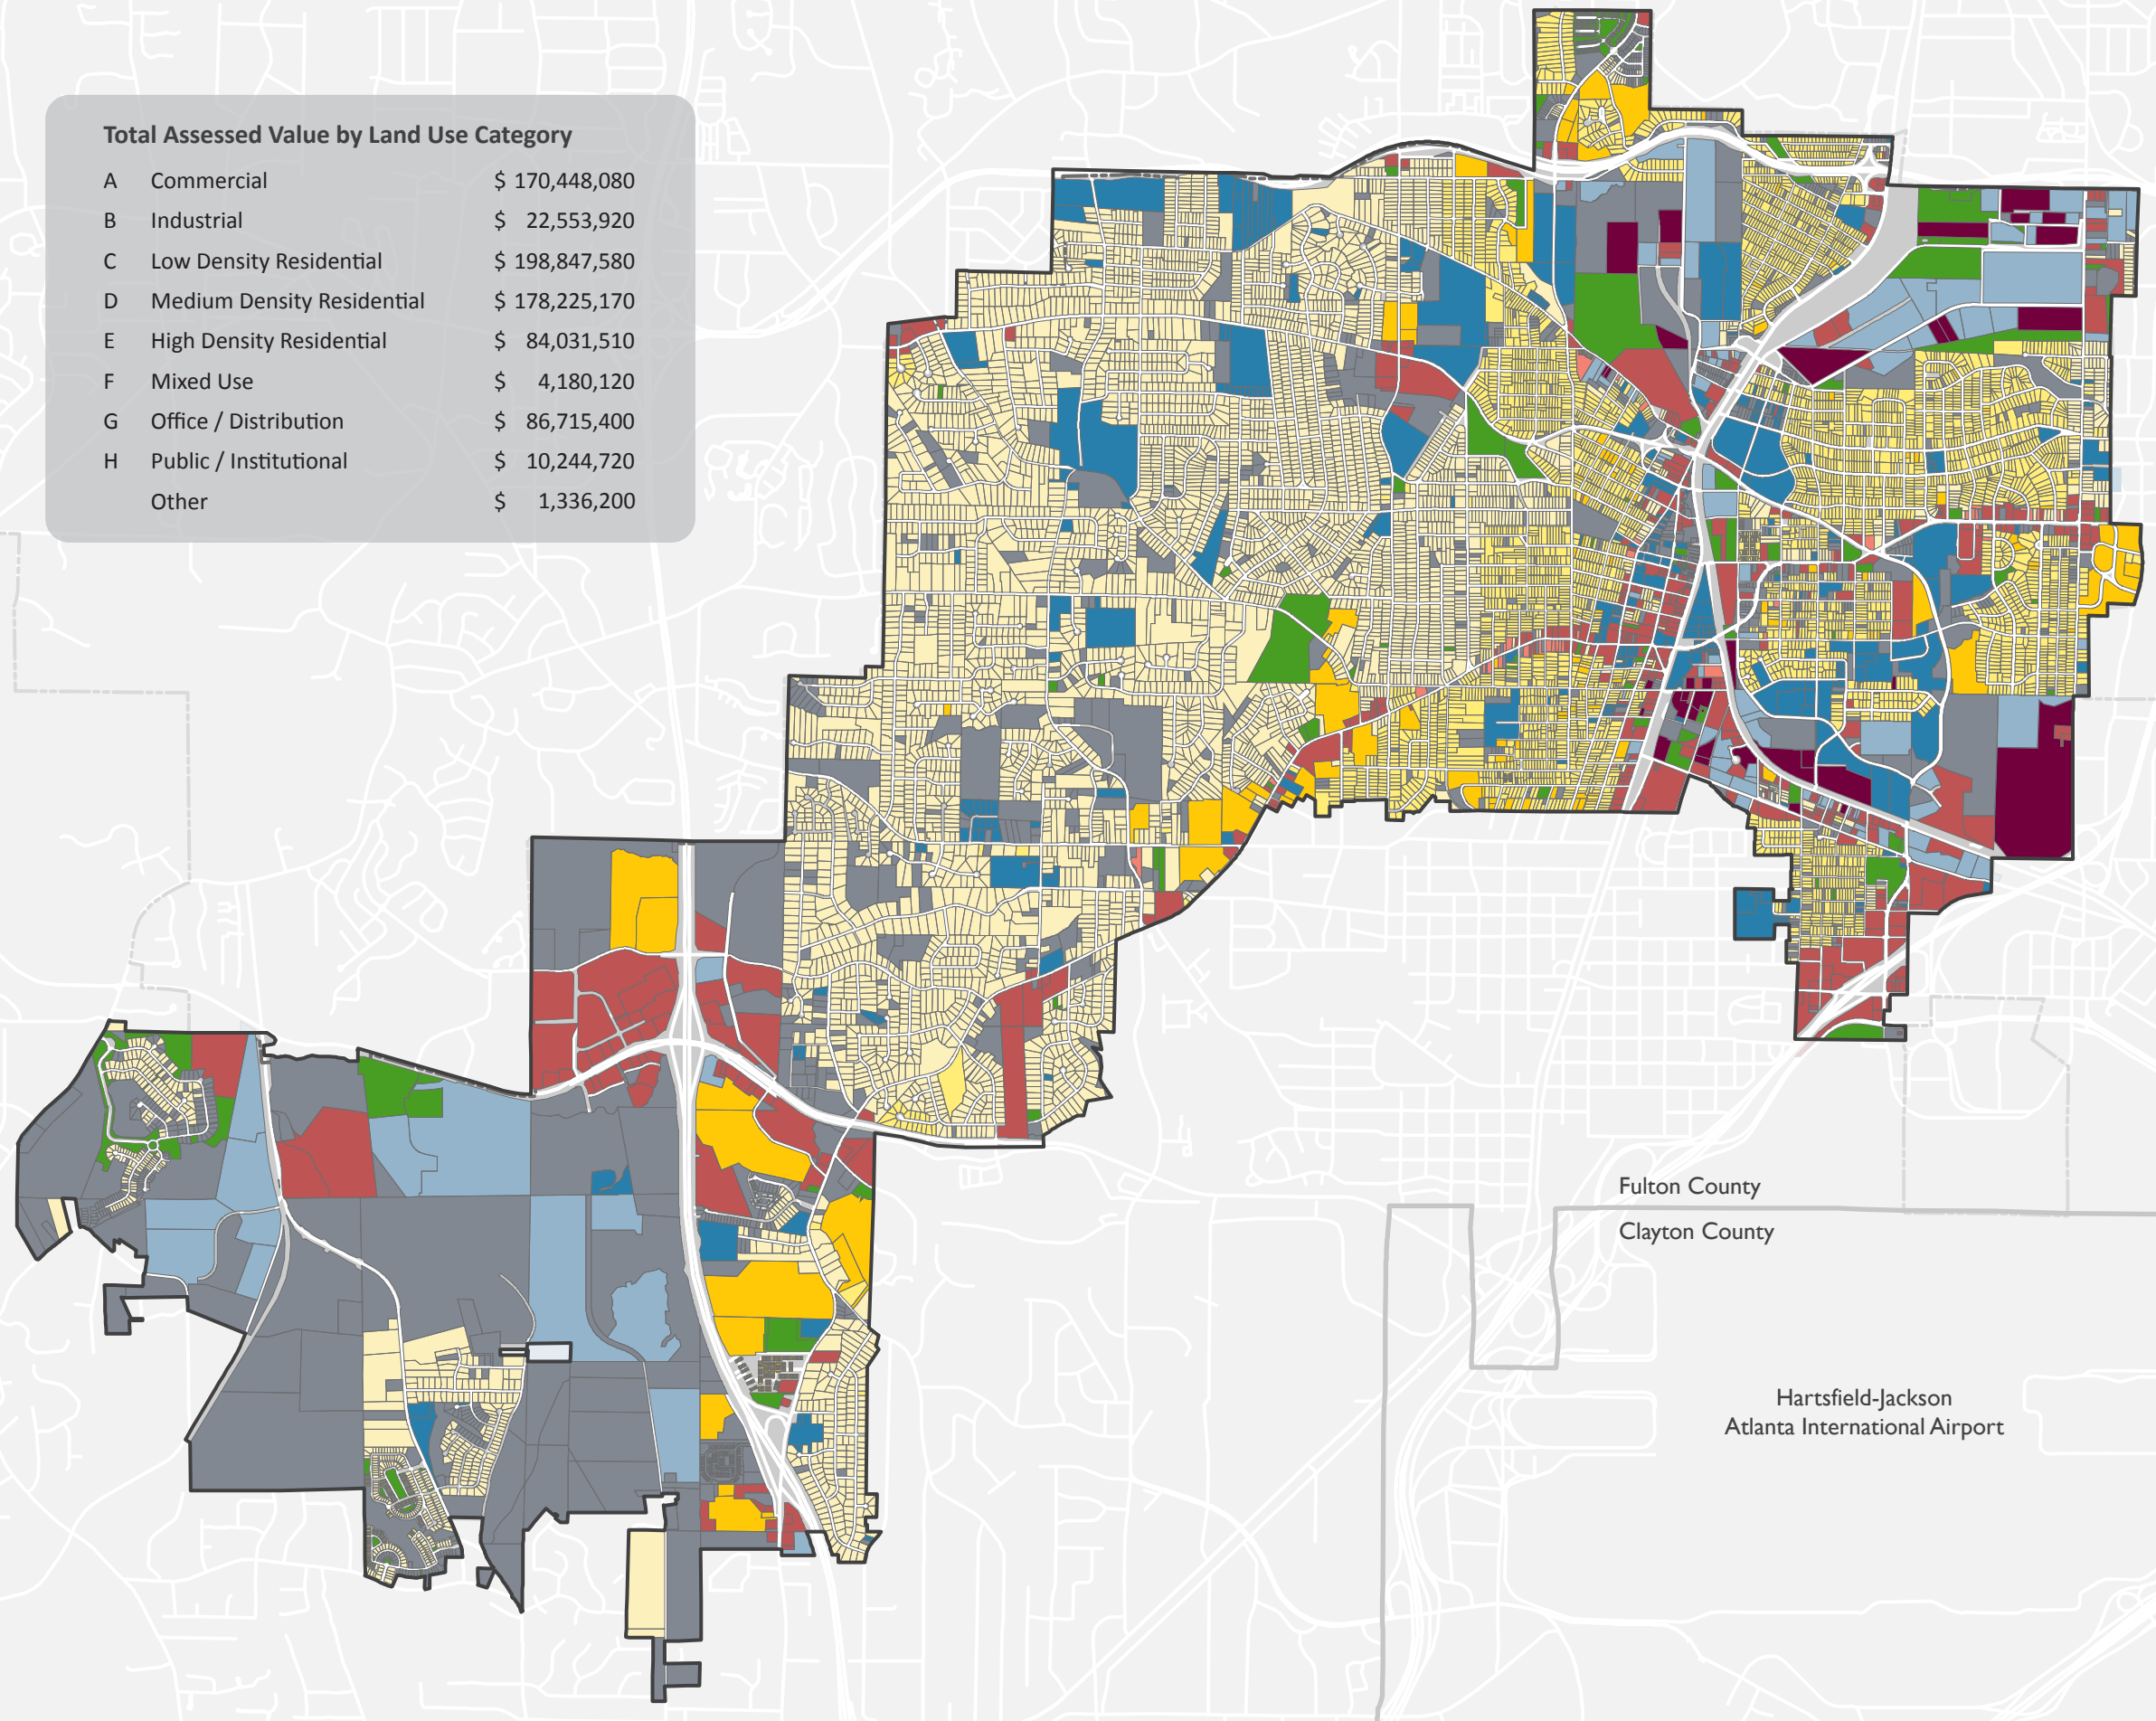 Total Assessed Value by Land Use Category
A Commercial $ 170,448,080
B Industrial $ 22,553,920
C Low Density Residential $ 198,847,580
D Medium Density Residential $ 178,225,170
E High Density Residential $ 84,031,510
F Mixed Use $ 4,180,120
G Office / Distribution $ 86,715,400
H Public / Institutional $ 10,244,720
Other $ 1,336,200
Fulton County
Clayton County
Hartsfield-Jackson
Atlanta International Airport